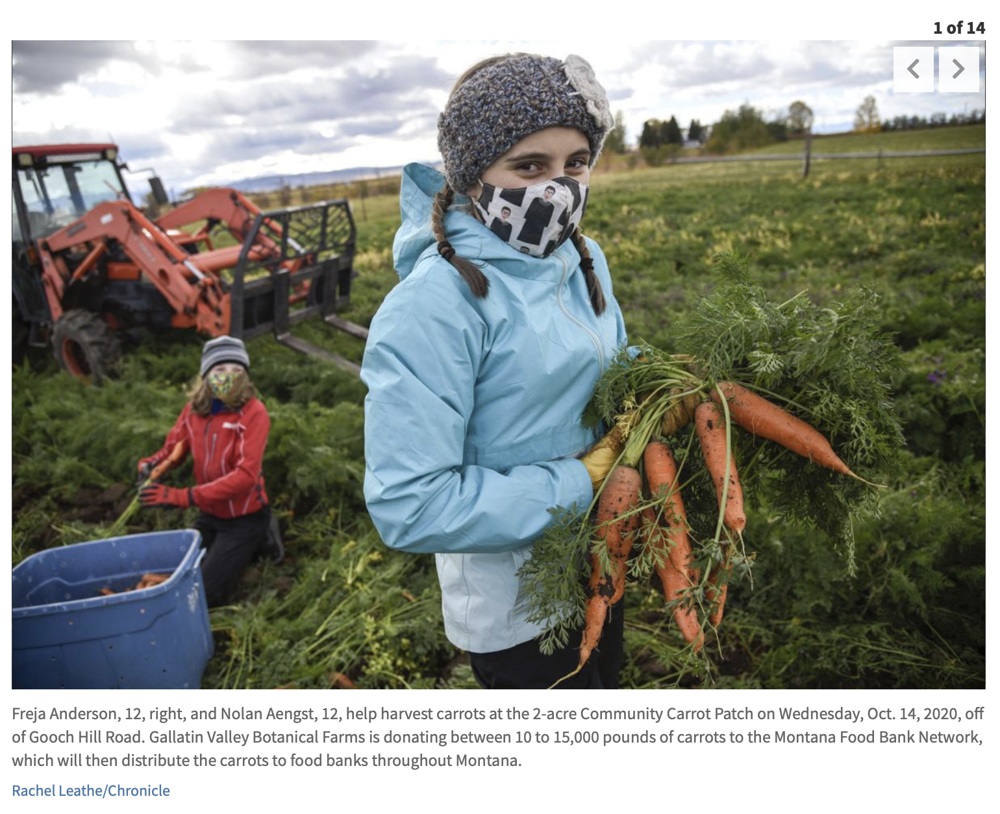 1 of 14
Freja Anderson, 12, right, and Nolan Aengst, 12, help harvest carrots at the 2-acre Community Carrot Patch on Wednesday, Oct. 14, 2020, off
of Gooch Hill Road. Gallatin Valley Botanical Farms is donating between 10 to 15,000 pounds of carrots to the Montana Food Bank Network,
which will then distribute the carrots to food banks throughout Montana.
Rachel Leathe/Chronicle